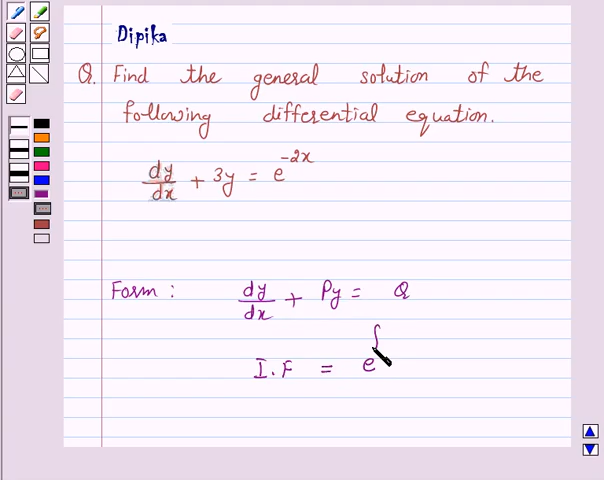 Dipika
Q. Find the general solution of the
following differential equation.
dy/dx + 3y = e^-2x
Form : dy/dx + Py = Q
I.F = e^∫